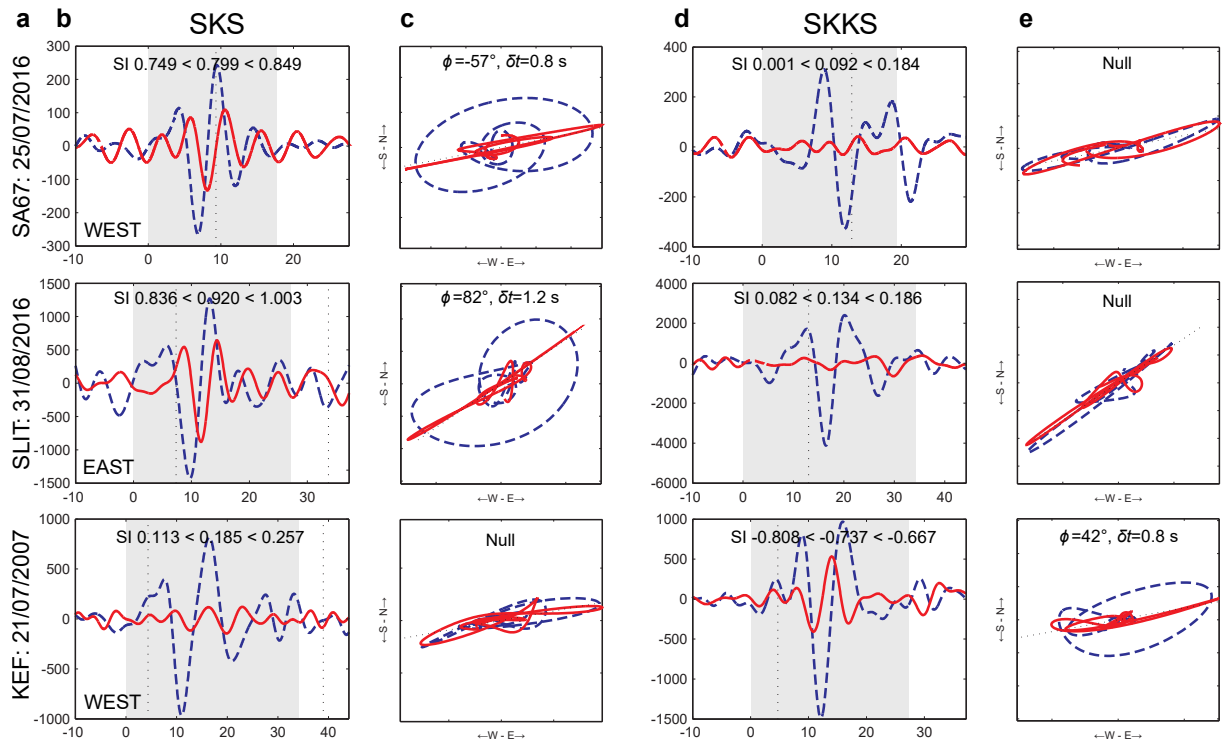 a b SKS c d SKKS e
SA67: 25/07/2016
300
200
100
0
-100
-200
-300
SI 0.749 < 0.799 < 0.849
WEST
-10 0 10 20
ϕ=-57°, δt=0.8 s
←S - N→
←W - E→
400
200
0
-200
-400
SI 0.001 < 0.092 < 0.184
-10 0 10 20
Null
←S - N→
←W - E→
SLIT: 31/08/2016
1500
1000
500
0
-500
-1000
-1500
SI 0.836 < 0.920 < 1.003
EAST
-10 0 10 20 30
ϕ=82°, δt=1.2 s
←S - N→
←W - E→
6000
4000
2000
0
-2000
-4000
-6000
SI 0.082 < 0.134 < 0.186
-10 0 10 20 30 40
Null
←S - N→
←W - E→
KEF: 21/07/2007
1000
500
0
-500
-1000
SI 0.113 < 0.185 < 0.257
WEST
-10 0 10 20 30 40
Null
←S - N→
←W - E→
1000
500
0
-500
-1000
-1500
SI -0.808 < -0.737 < -0.667
-10 0 10 20 30
ϕ=42°, δt=0.8 s
←S - N→
←W - E→